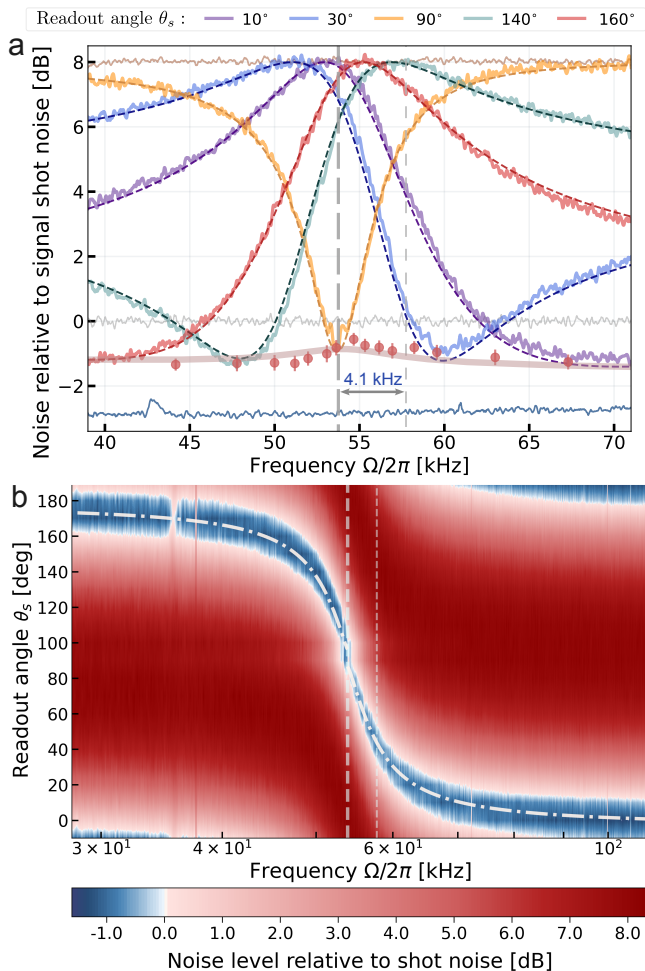 Readout angle θₛ : 10° 30° 90° 140° 160°
a
Noise relative to signal shot noise [dB]
8
6
4
2
0
−2
4.1 kHz
40 45 50 55 60 65 70
Frequency Ω/2π [kHz]
b
Readout angle θₛ [deg]
180
160
140
120
100
80
60
40
20
0
3 × 10¹ 4 × 10¹ 6 × 10¹ 10²
Frequency Ω/2π [kHz]
-1.0 0.0 1.0 2.0 3.0 4.0 5.0 6.0 7.0 8.0
Noise level relative to shot noise [dB]